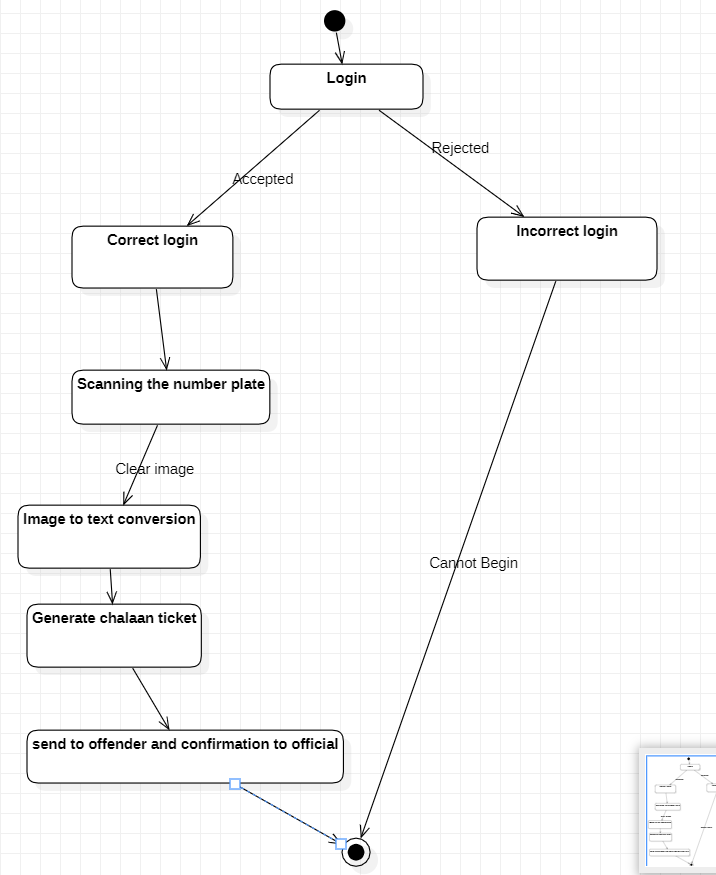 Login
Rejected
Accepted
Correct login
Incorrect login
Scanning the number plate
Clear image
Image to text conversion
Cannot Begin
Generate chalaan ticket
send to offender and confirmation to official